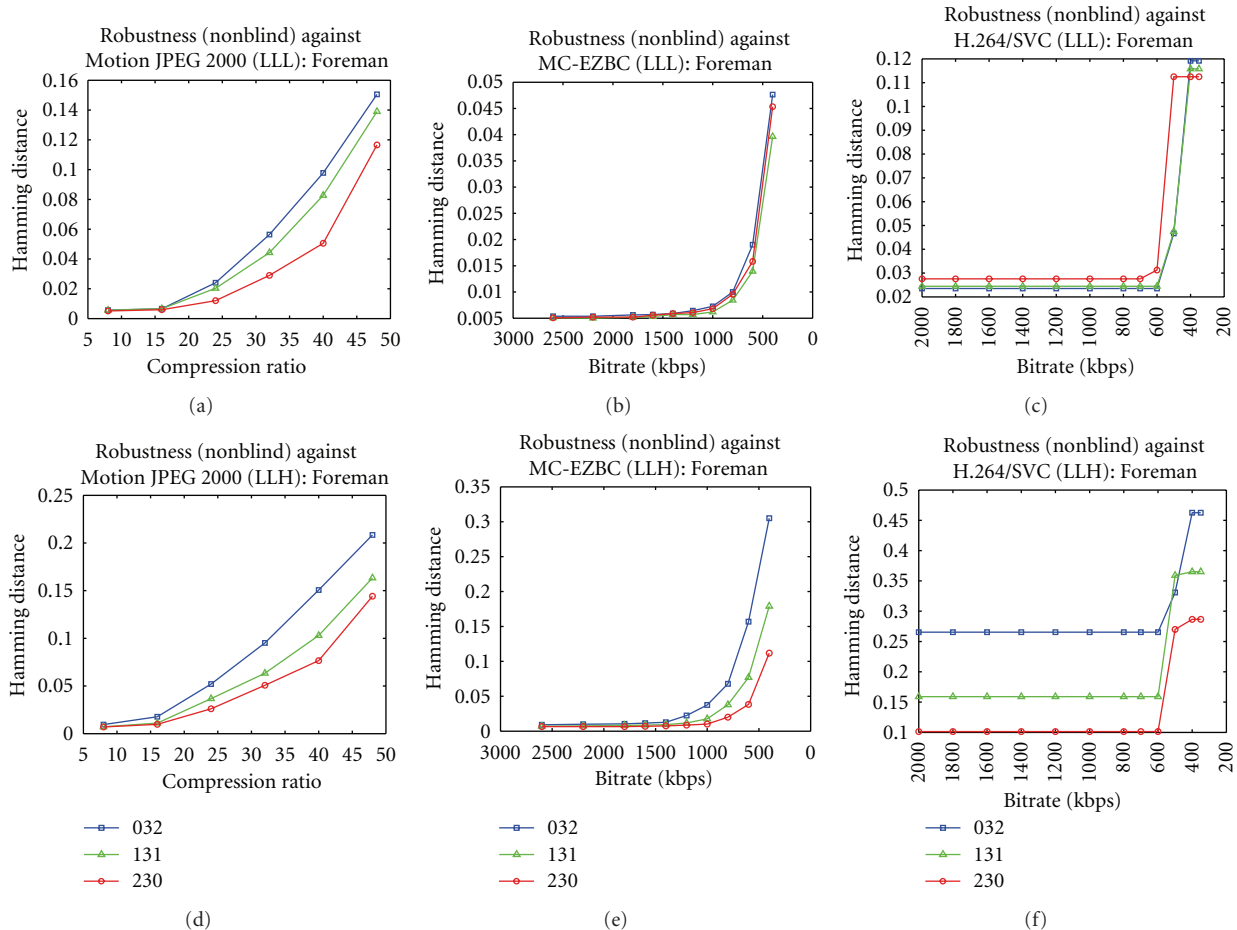 Robustness (nonblind) against
Motion JPEG 2000 (LLL): Foreman
0.16
0.14
0.12
0.1
0.08
0.06
0.04
0.02
0
Hamming distance
5 10 15 20 25 30 35 40 45 50
Compression ratio
(a)
Robustness (nonblind) against
MC-EZBC (LLL): Foreman
0.05
0.045
0.04
0.035
0.03
0.025
0.02
0.015
0.01
0.005
Hamming distance
3000 2500 2000 1500 1000 500 0
Bitrate (kbps)
(b)
Robustness (nonblind) against
H.264/SVC (LLL): Foreman
0.12
0.11
0.1
0.09
0.08
0.07
0.06
0.05
0.04
0.03
0.02
Hamming distance
2000 1800 1600 1400 1200 1000 800 600 400 200
Bitrate (kbps)
(c)
Robustness (nonblind) against
Motion JPEG 2000 (LLH): Foreman
0.25
0.2
0.15
0.1
0.05
0
Hamming distance
5 10 15 20 25 30 35 40 45 50
Compression ratio
032
131
230
(d)
Robustness (nonblind) against
MC-EZBC (LLH): Foreman
0.35
0.3
0.25
0.2
0.15
0.1
0.05
0
Hamming distance
3000 2500 2000 1500 1000 500 0
Bitrate (kbps)
032
131
230
(e)
Robustness (nonblind) against
H.264/SVC (LLH): Foreman
0.5
0.45
0.4
0.35
0.3
0.25
0.2
0.15
0.1
Hamming distance
2000 1800 1600 1400 1200 1000 800 600 400 200
Bitrate (kbps)
032
131
230
(f)